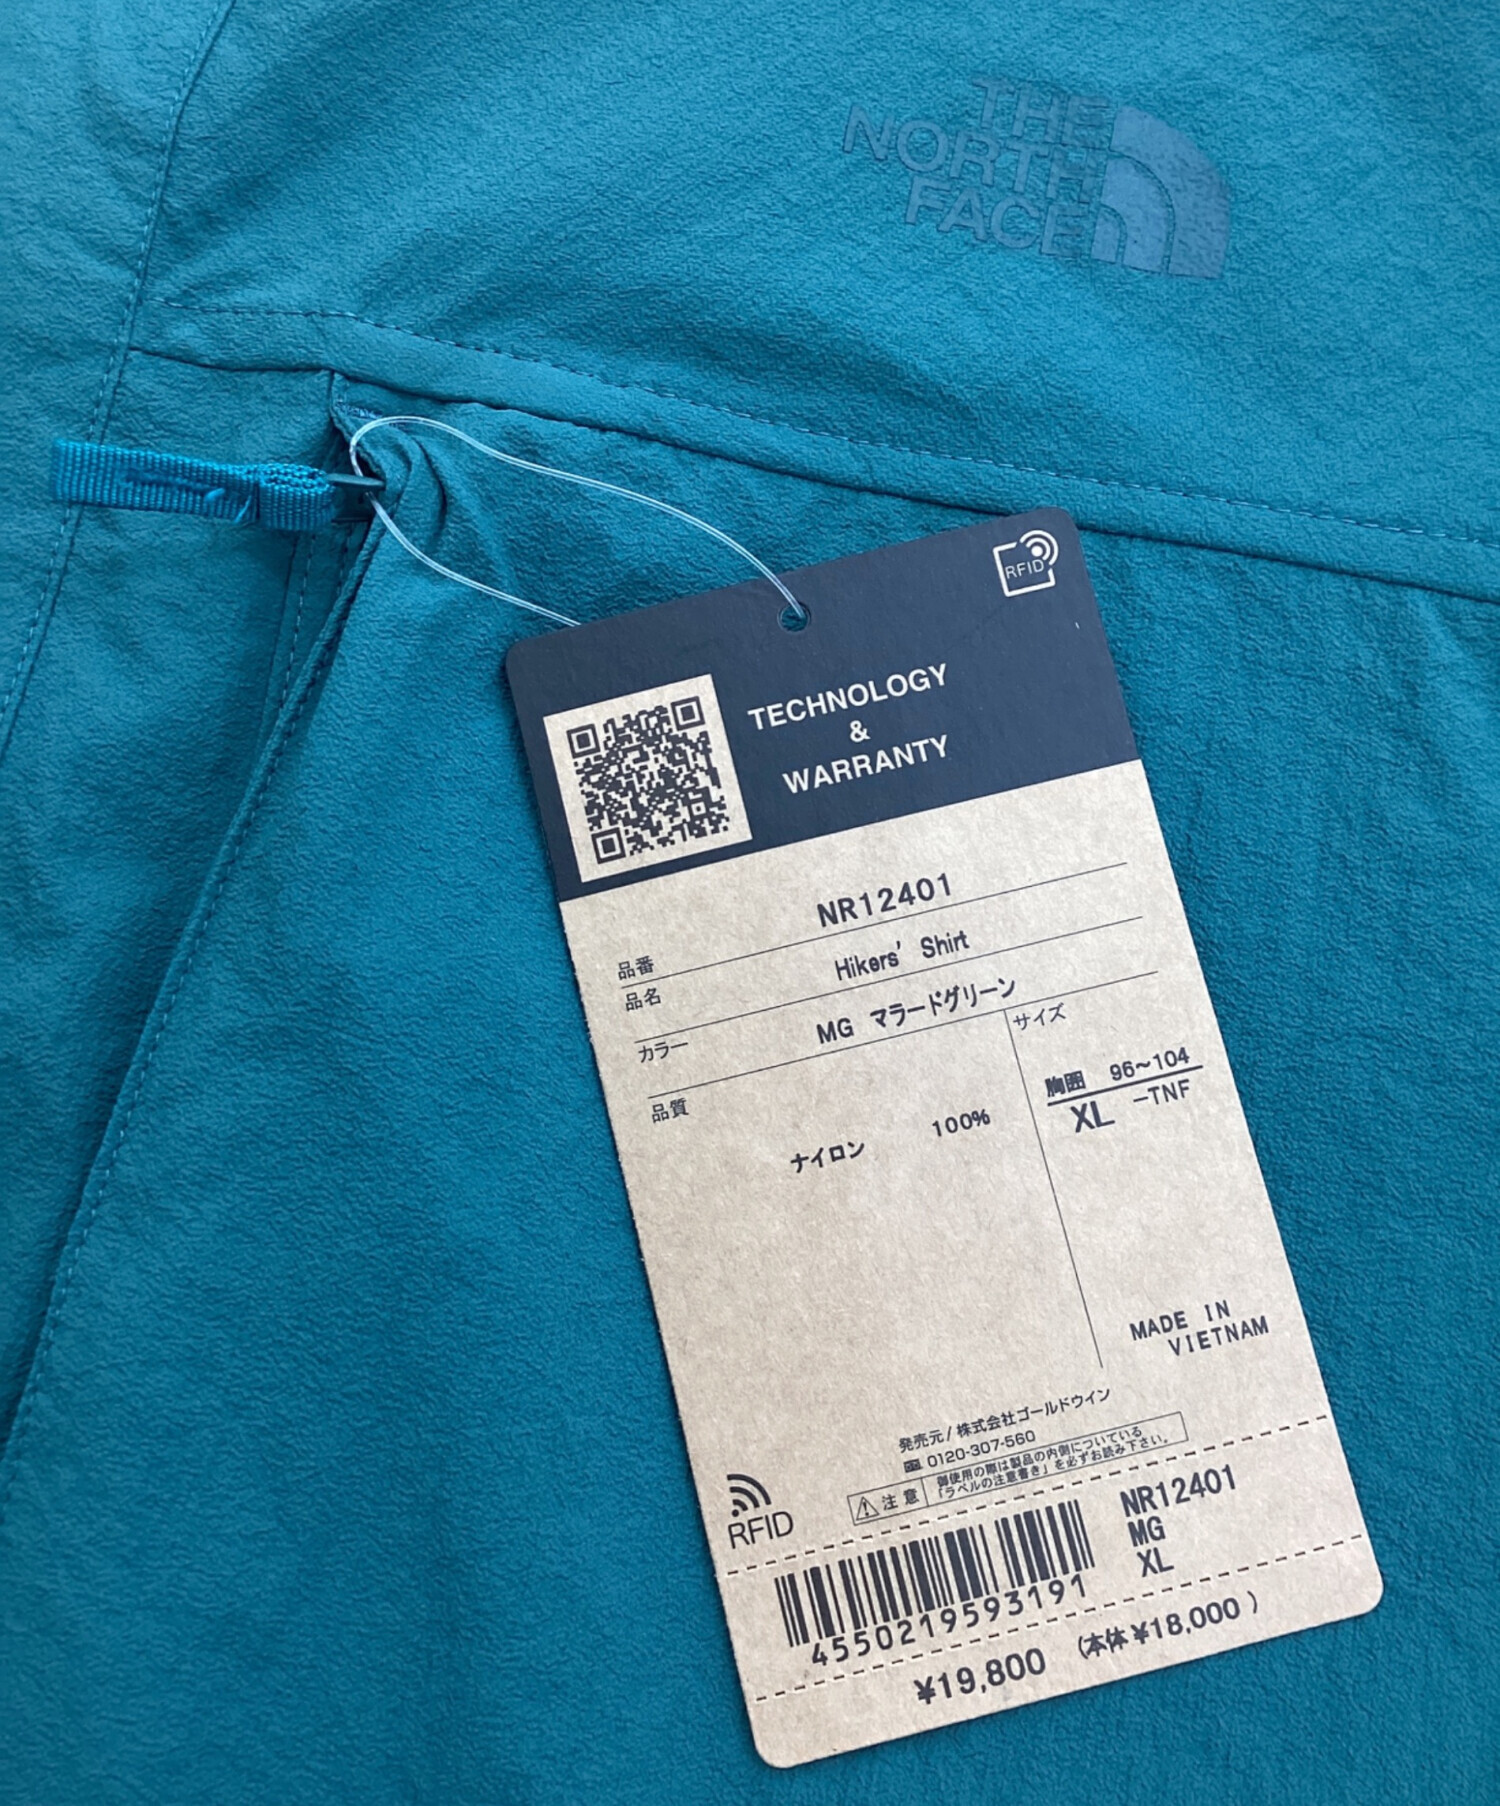 THE
NORTH
FACE
RFID
TECHNOLOGY
&
WARRANTY
品番 NR12401
品名 Hikers' Shirt
カラー MG マラードグリーン
品質
ナイロン 100%
サイズ
胸囲 96〜104
XL -TNF
MADE IN
VIETNAM
発売元/株式会社ゴールドウイン
0120-307-560
注意
御使用の際は製品の内側についている
「ラベルの注意書き」を必ずお読み下さい。
RFID
NR12401
MG
XL
4550219593191
¥19,800 (本体¥18,000)